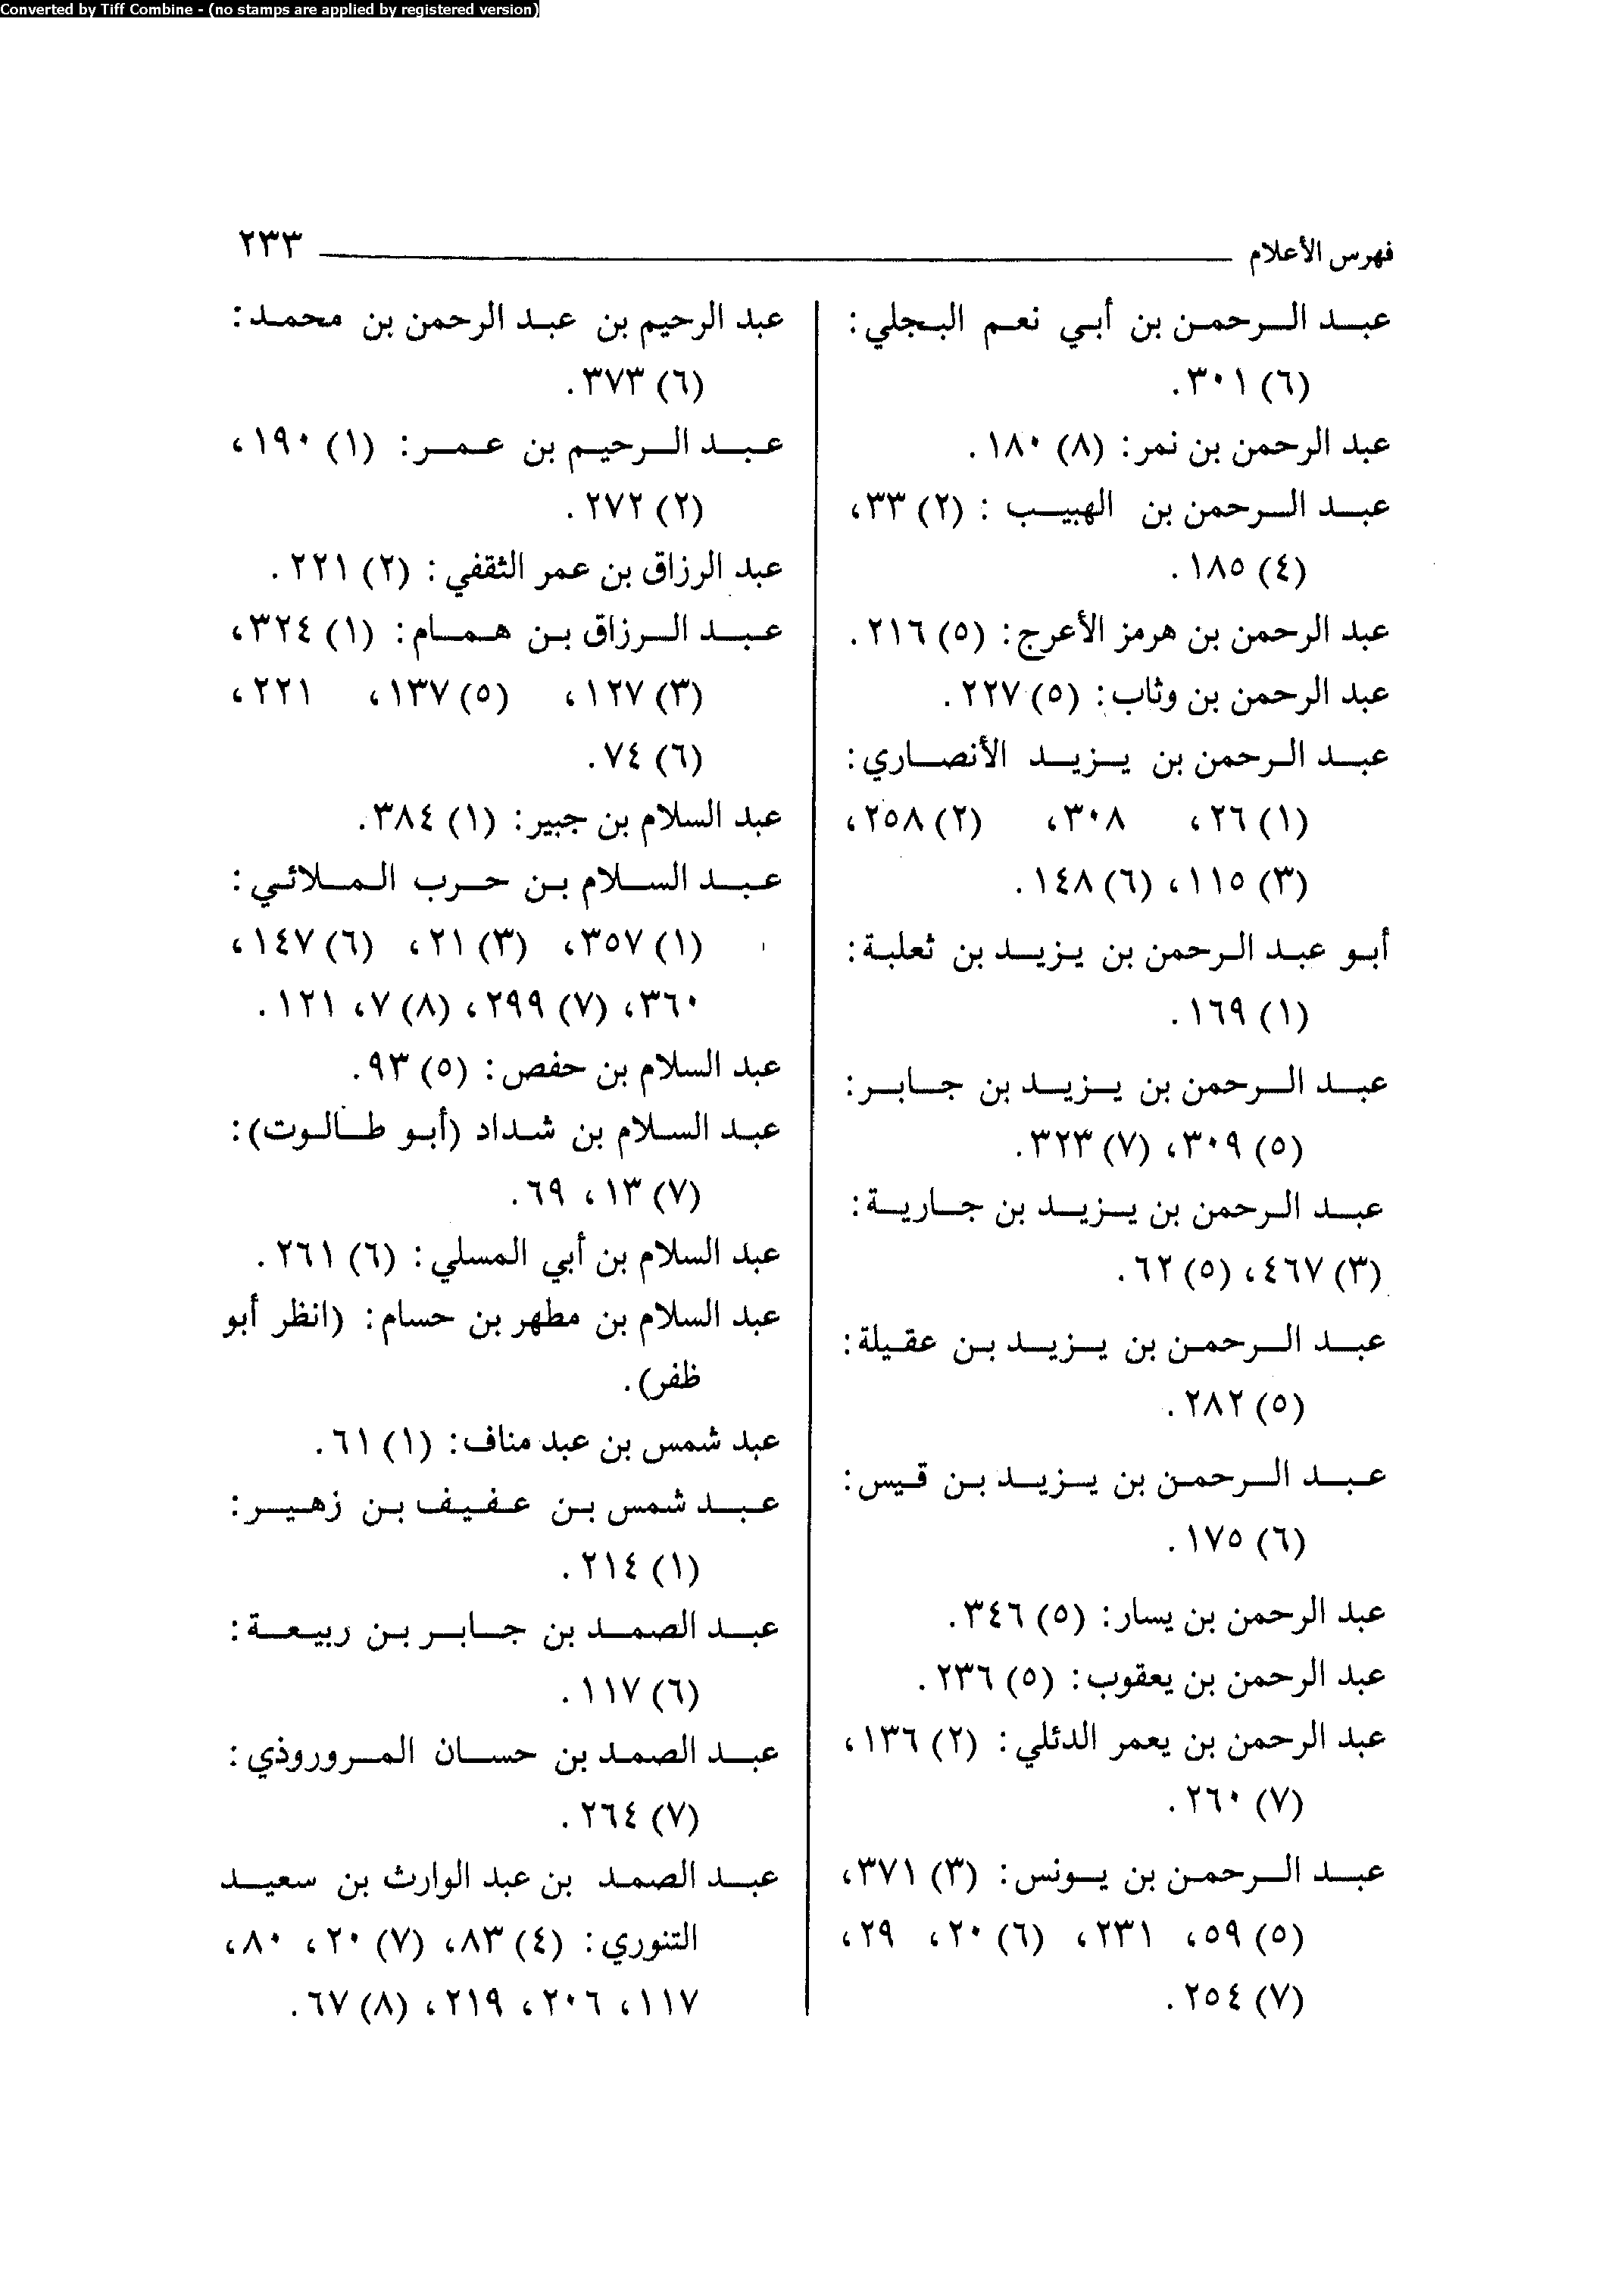 Converted by Tiff Combine - (no stamps are applied by registered version)
فهرس الأعلام ٢٣٣
عبد الرحمن بن أبي نعم البجلي:
(٦) ٣٠١.
عبد الرحمن بن نمر: (٨) ١٨٠.
عبد الرحمن بن الهبيب : (٢) ٣٣،
(٤) ١٨٥.
عبد الرحمن بن هرمز الأعرج: (٥) ٢١٦.
عبد الرحمن بن وثاب: (٥) ٢٢٧.
عبد الرحمن بن يزيد الأنصاري:
(١) ٢٦، ٣٠٨، (٢) ٢٥٨،
(٣) ١١٥، (٦) ١٤٨.
أبو عبد الرحمن بن يزيد بن ثعلبة:
(١) ١٦٩.
عبد الرحمن بن يزيد بن جابر:
(٥) ٣٠٩، (٧) ٣٢٣.
عبد الرحمن بن يزيد بن جارية:
(٣) ٤٦٧، (٥) ٦٢.
عبد الرحمن بن يزيد بن عقيلة:
(٥) ٢٨٢.
عبد الرحمن بن يزيد بن قيس:
(٦) ١٧٥.
عبد الرحمن بن يسار: (٥) ٣٤٦.
عبد الرحمن بن يعقوب: (٥) ٢٣٦.
عبد الرحمن بن يعمر الدئلي: (٢) ١٣٦،
(٧) ٢٦٠.
عبد الرحمن بن يونس: (٣) ٣٧١،
(٥) ٥٩، ٢٣١، (٦) ٢٠، ٢٩،
(٧) ٢٥٤.
عبد الرحيم بن عبد الرحمن بن محمد:
(٦) ٣٧٣.
عبد الرحيم بن عمر: (١) ١٩٠،
(٢) ٢٧٢.
عبد الرزاق بن عمر الثقفي: (٢) ٢٢١.
عبد الرزاق بن همام: (١) ٣٢٤،
(٣) ١٢٧، (٥) ١٣٧، ٢٢١،
(٦) ٧٤.
عبد السلام بن جبير: (١) ٣٨٤.
عبد السلام بن حرب الملائي:
(١) ٣٥٧، (٣) ٢١، (٦) ١٤٧،
٣٦٠، (٧) ٢٩٩، (٨) ٧، ١٢١.
عبد السلام بن حفص: (٥) ٩٣.
عبد السلام بن شداد (أبو طالوت):
(٧) ١٣، ٦٩.
عبد السلام بن أبي المسلي: (٦) ٢٦١.
عبد السلام بن مطهر بن حسام: (انظر أبو
ظفر).
عبد شمس بن عبد مناف: (١) ٦١.
عبد شمس بن عفيف بن زهير:
(١) ٢١٤.
عبد الصمد بن جابر بن ربيعة:
(٦) ١١٧.
عبد الصمد بن حسان المروروذي:
(٧) ٢٦٤.
عبد الصمد بن عبد الوارث بن سعيد
التنوري: (٤) ٨٣، (٧) ٢٠، ٨٠،
١١٧، ٢٠٦، ٢١٩، (٨) ٦٧.